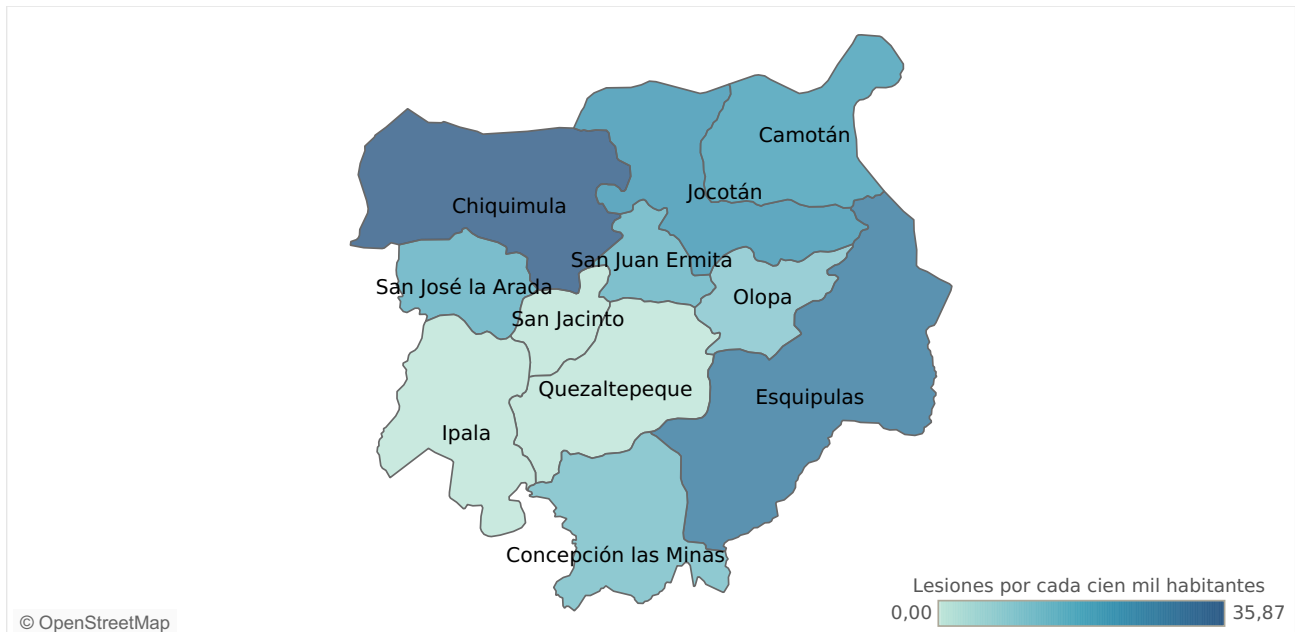 Camotán
Jocotán
Chiquimula
San Juan Ermita
San José la Arada
Olopa
San Jacinto
Quezaltepeque
Esquipulas
Ipala
Concepción las Minas
Lesiones por cada cien mil habitantes
0,00 35,87
© OpenStreetMap